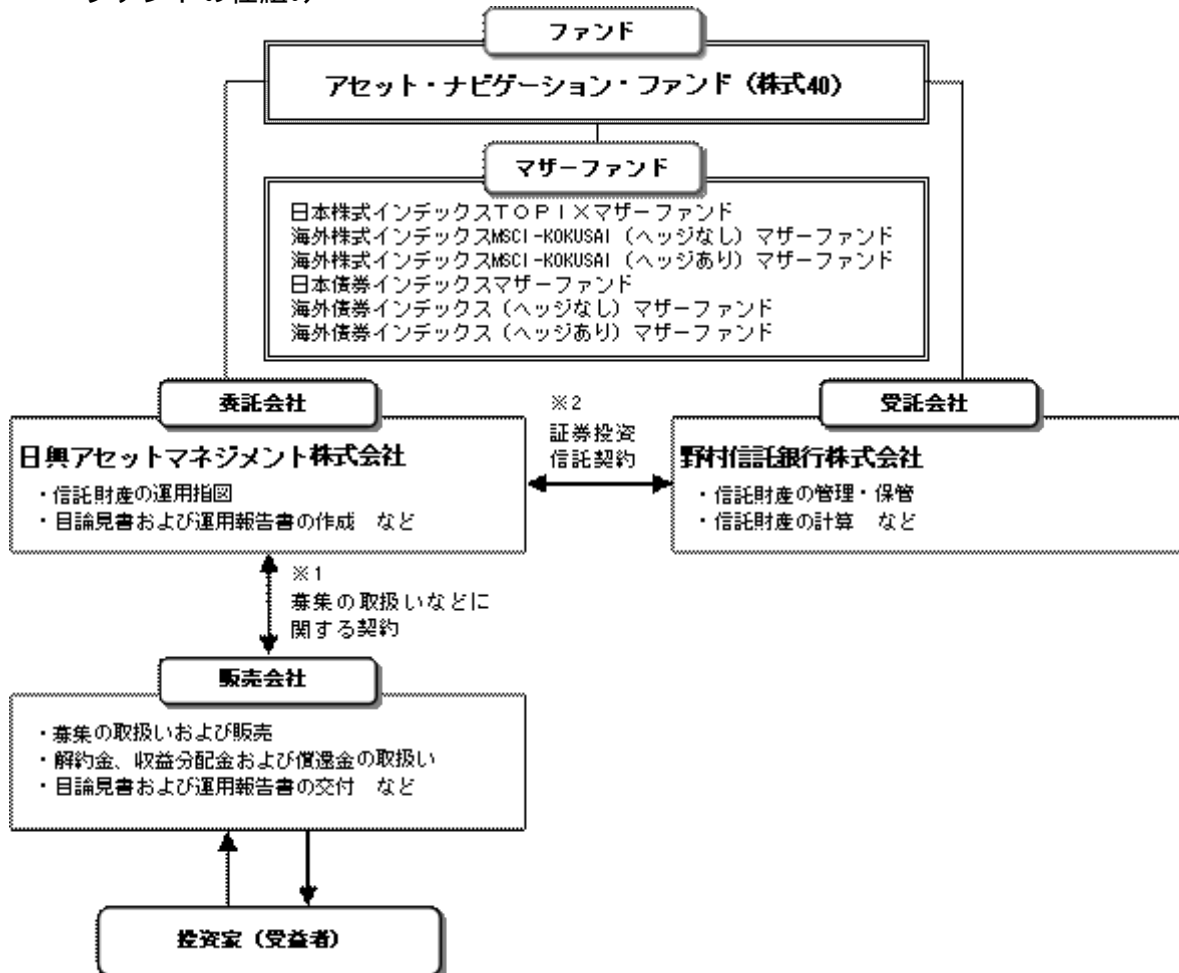 ファンドの仕組み
ファンド
アセット・ナビゲーション・ファンド（株式40）
マザーファンド
日本株式インデックスＴＯＰＩＸマザーファンド
海外株式インデックスMSCI-KOKUSAI（ヘッジなし）マザーファンド
海外株式インデックスMSCI-KOKUSAI（ヘッジあり）マザーファンド
日本債券インデックスマザーファンド
海外債券インデックス（ヘッジなし）マザーファンド
海外債券インデックス（ヘッジあり）マザーファンド
委託会社
日興アセットマネジメント株式会社
・信託財産の運用指図
・目論見書および運用報告書の作成　など
※2
証券投資
信託契約
受託会社
野村信託銀行株式会社
・信託財産の管理・保管
・信託財産の計算　など
※1
募集の取扱いなどに
関する契約
販売会社
・募集の取扱いおよび販売
・解約金、収益分配金および償還金の取扱い
・目論見書および運用報告書の交付　など
投資家（受益者）